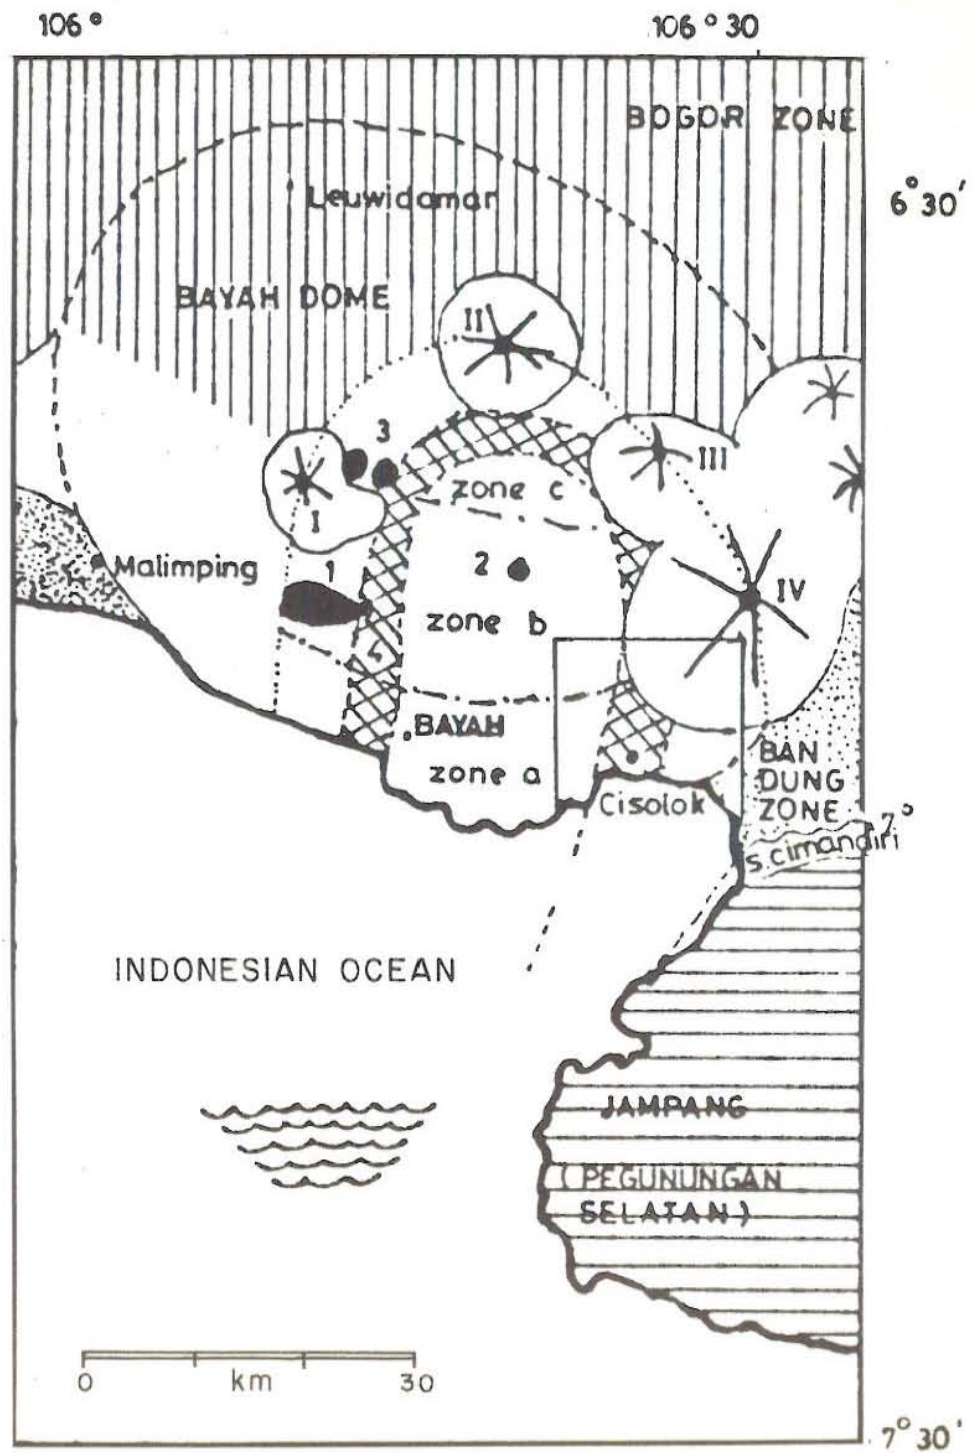 106°
106° 30
BOGOR ZONE
6° 30'
Leuwidamar
BAYAH DOME
II
3
III
zone c
I
Malimping
1
2
IV
zone b
4
BAYAH
zone a
Cisolok
BAN
DUNG
ZONE
7°
S. cimandiri
INDONESIAN OCEAN
JAMPANG
( PEGUNUNGAN
SELATAN )
0 km 30
7° 30'